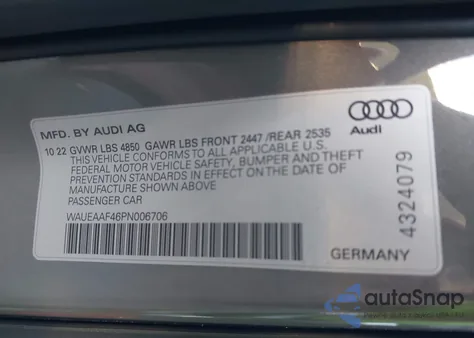 MFD. BY AUDI AG
Audi
10 22 GVWR LBS 4850 GAWR LBS FRONT 2447 /REAR 2535
THIS VEHICLE CONFORMS TO ALL APPLICABLE U.S.
FEDERAL MOTOR VEHICLE SAFETY, BUMPER AND THEFT
PREVENTION STANDARDS IN EFFECT ON THE DATE OF
MANUFACTURE SHOWN ABOVE.
PASSENGER CAR
WAUEAAF46PN006706
4324079
GERMANY
autoSnap